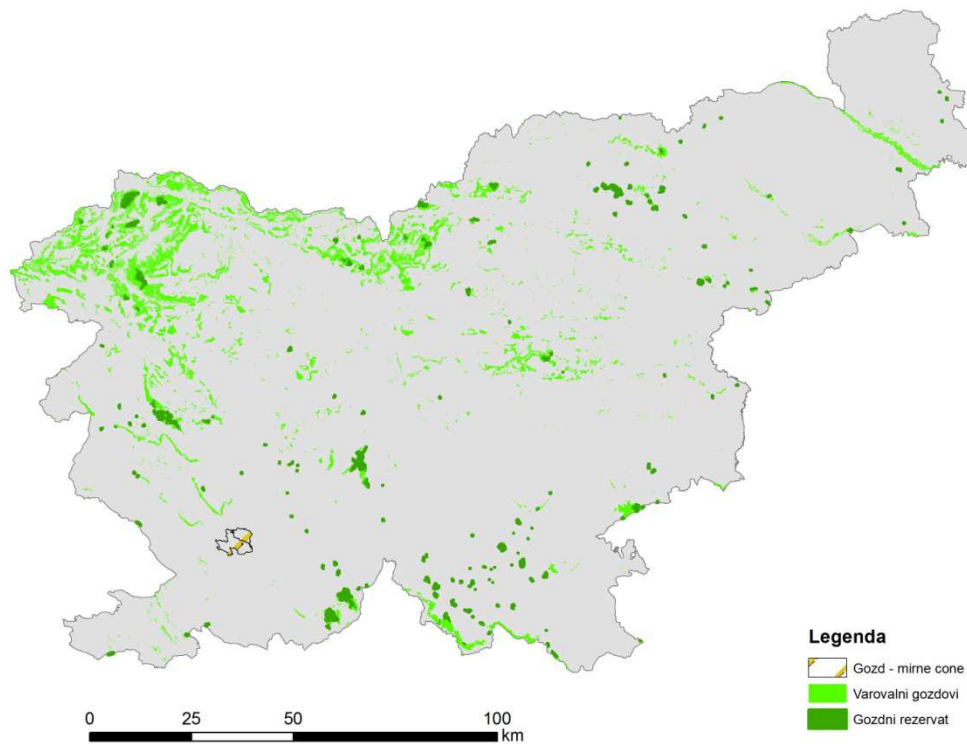 Legenda
Gozd - mirne cone
Varovalni gozdovi
Gozdni rezervat
0 25 50 100
km